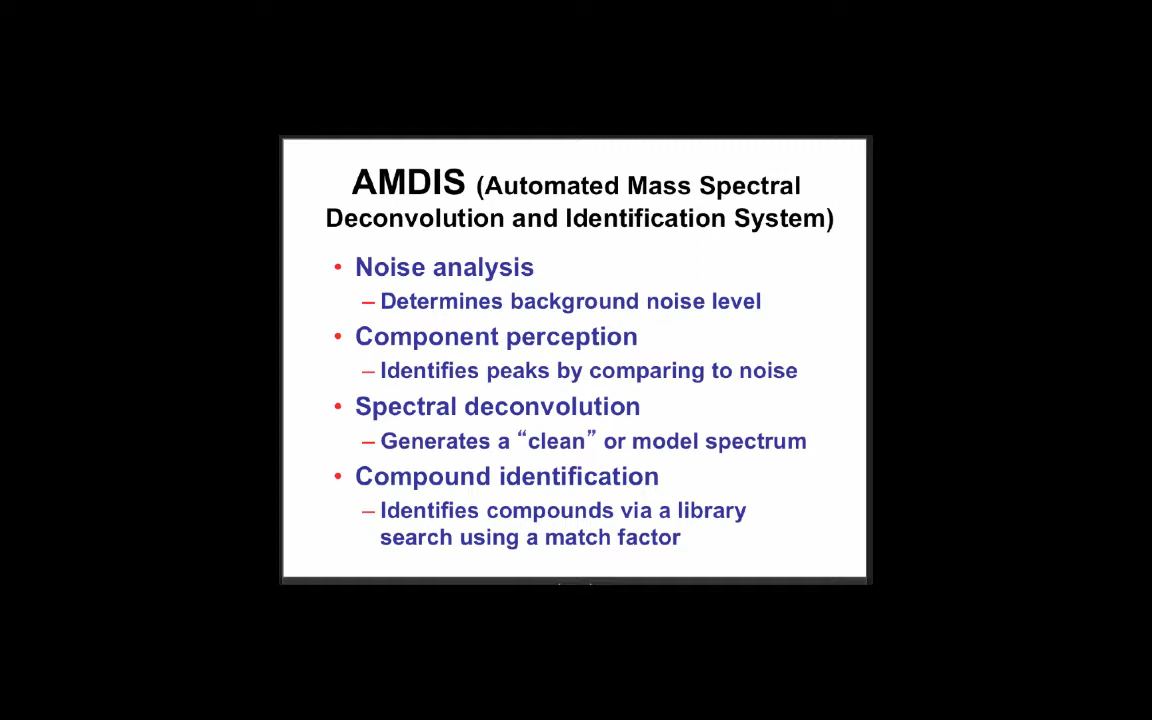 AMDIS (Automated Mass Spectral
Deconvolution and Identification System)
• Noise analysis
– Determines background noise level
• Component perception
– Identifies peaks by comparing to noise
• Spectral deconvolution
– Generates a “clean” or model spectrum
• Compound identification
– Identifies compounds via a library
search using a match factor